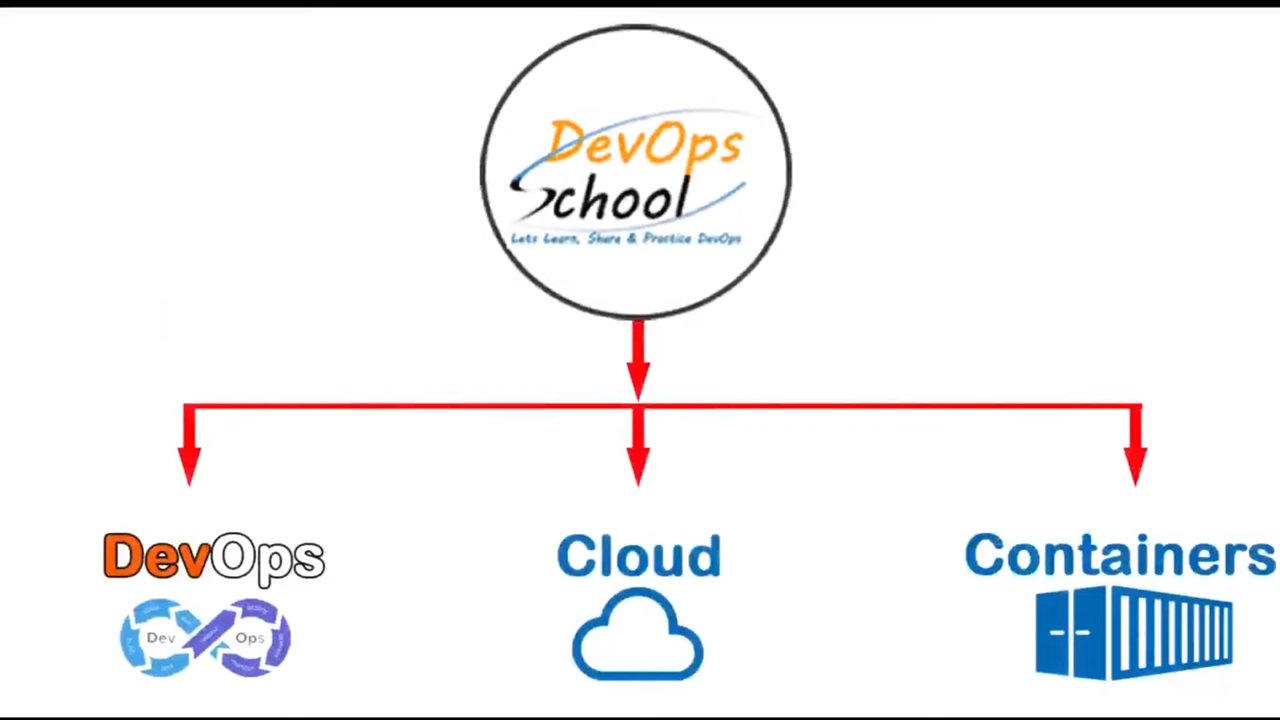 DevOps
School
Lets Learn, Share & Practice DevOps
DevOps
Cloud
Containers
Dev
Ops